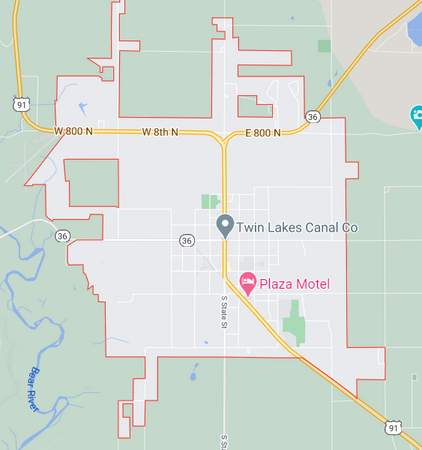 91
36
W 800 N
W 8th N
E 800 N
36
36
Twin Lakes Canal Co
Plaza Motel
S State St
Bear River
91
S State St